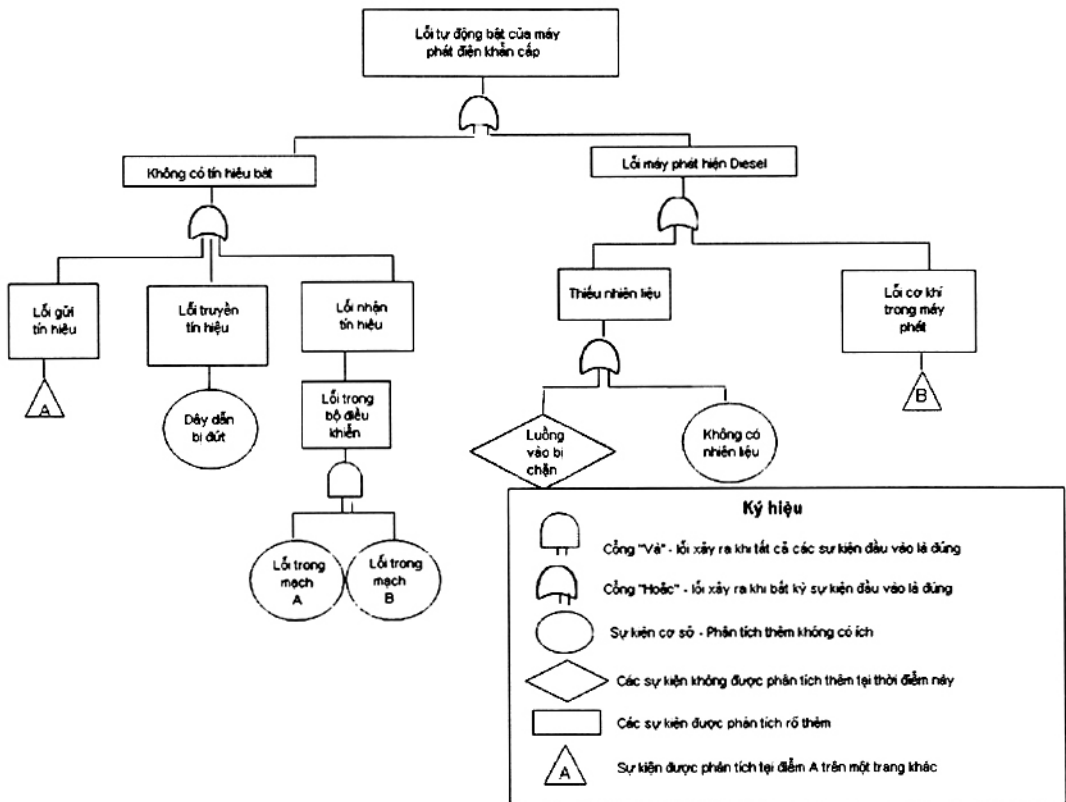 Lỗi tự động bật của máy
phát điện khẩn cấp
Không có tín hiệu bật
Lỗi máy phát hiện Diesel
Lỗi gửi
tín hiêu
Lỗi truyền
tín hiệu
Lỗi nhận
tín hiệu
Thiếu nhiên liệu
Lỗi cơ khí
trong máy
phát
A
Dây dẫn
bị đứt
Lỗi trong
bộ điều
khiển
Luồng
vào bị
chặn
Không có
nhiên liệu
B
Lỗi trong
mạch
A
Lỗi trong
mạch
B
Ký hiệu
Cổng "Và" - lỗi xảy ra khi tất cả các sự kiện đầu vào là đúng
Cổng "Hoặc" - lỗi xảy ra khi bất kỳ sự kiện đầu vào là đúng
Sự kiện cơ sở - Phân tích thêm không có ích
Các sự kiện không được phân tích thêm tại thời điểm này
Các sự kiện được phân tích rõ thêm
A
Sự kiện được phân tích tại điểm A trên một trang khác